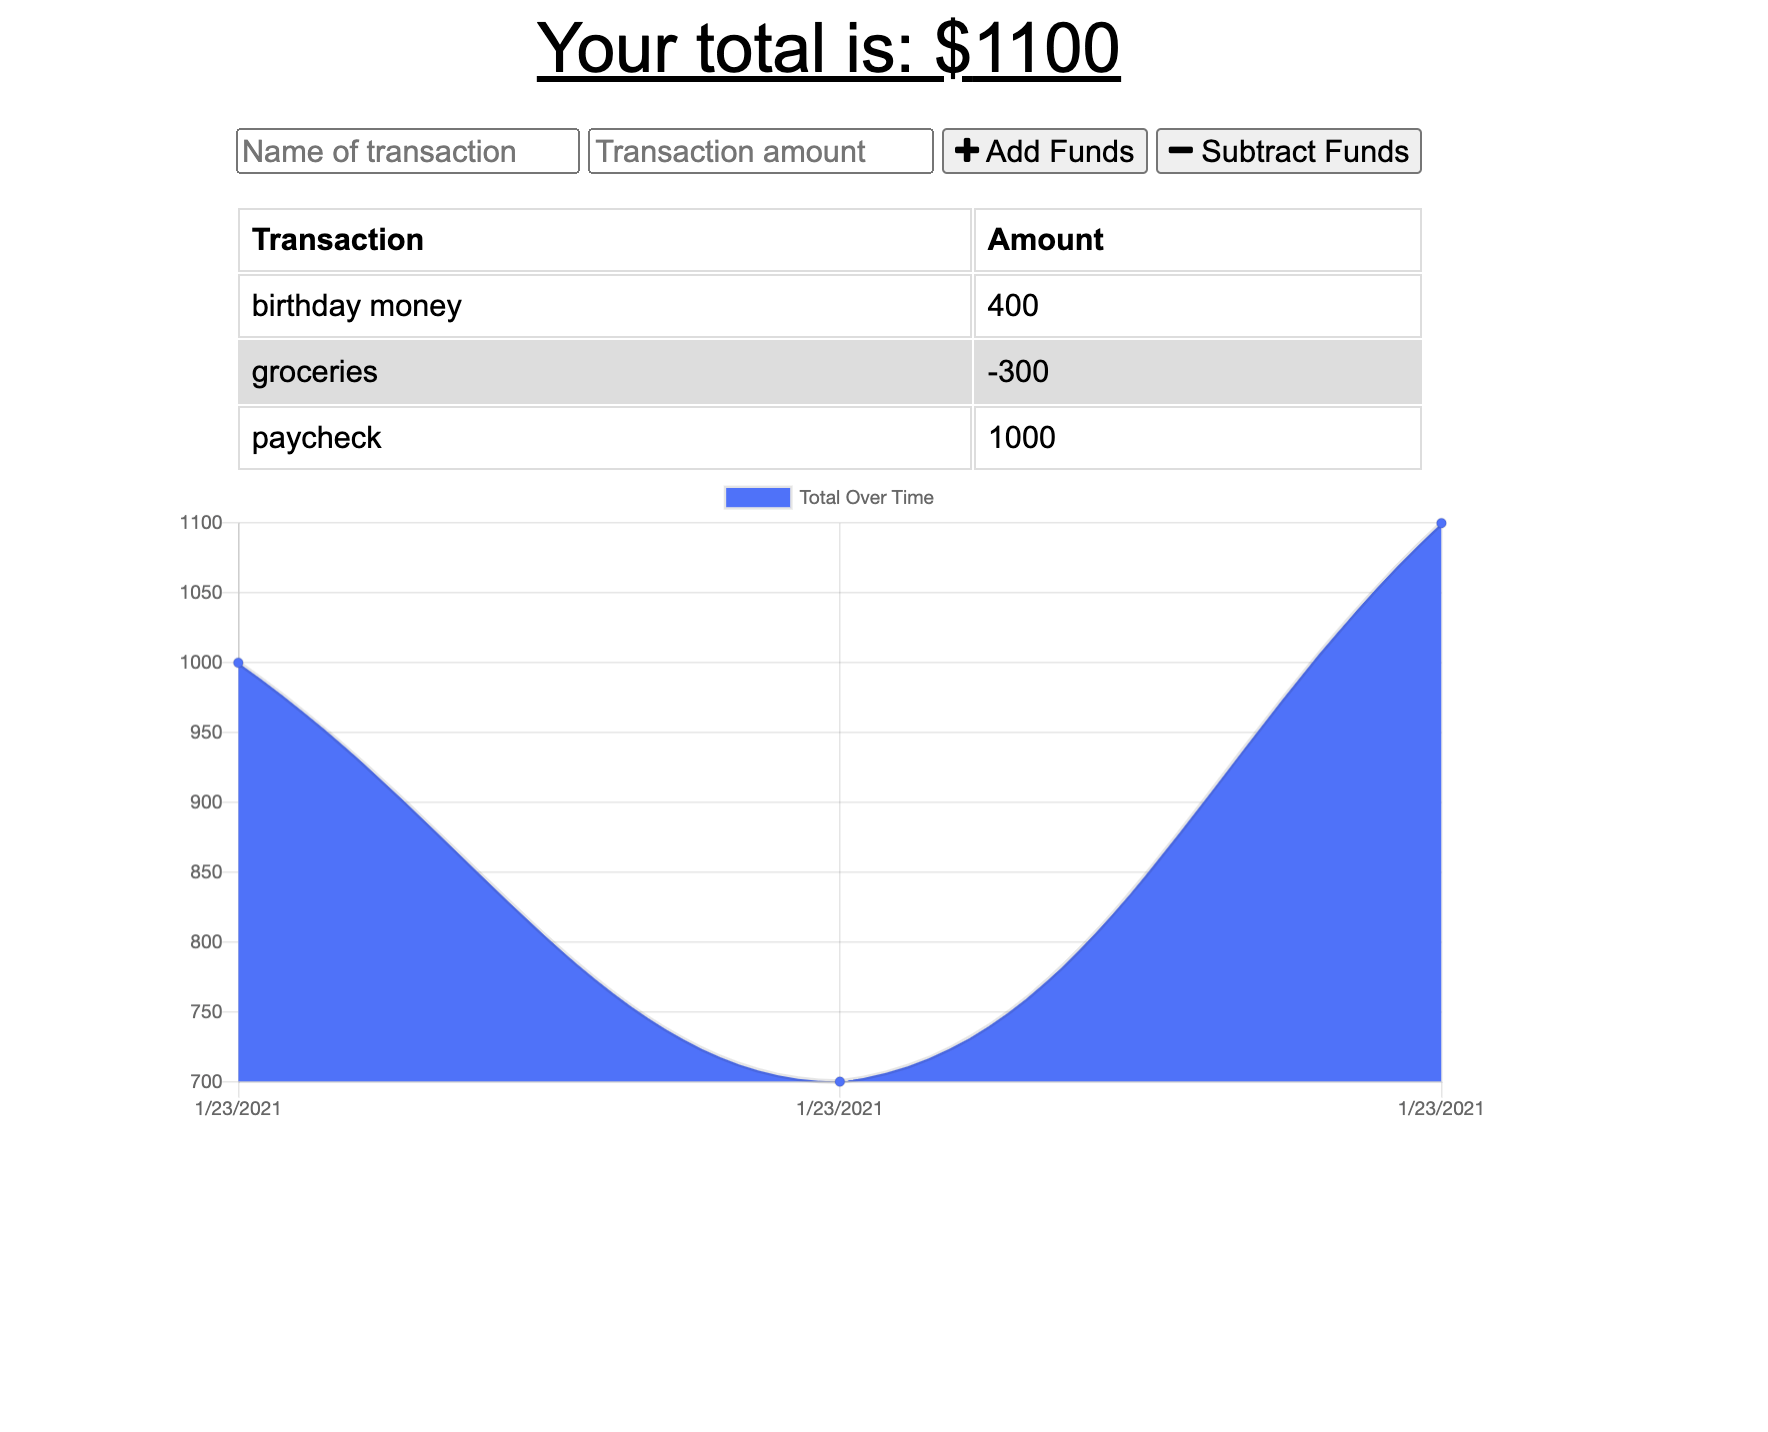 Your total is: $1100
Name of transaction Transaction amount Add Funds Subtract Funds
Transaction Amount
birthday money 400
groceries -300
paycheck 1000
Total Over Time
1100
1050
1000
950
900
850
800
750
700
1/23/2021 1/23/2021 1/23/2021